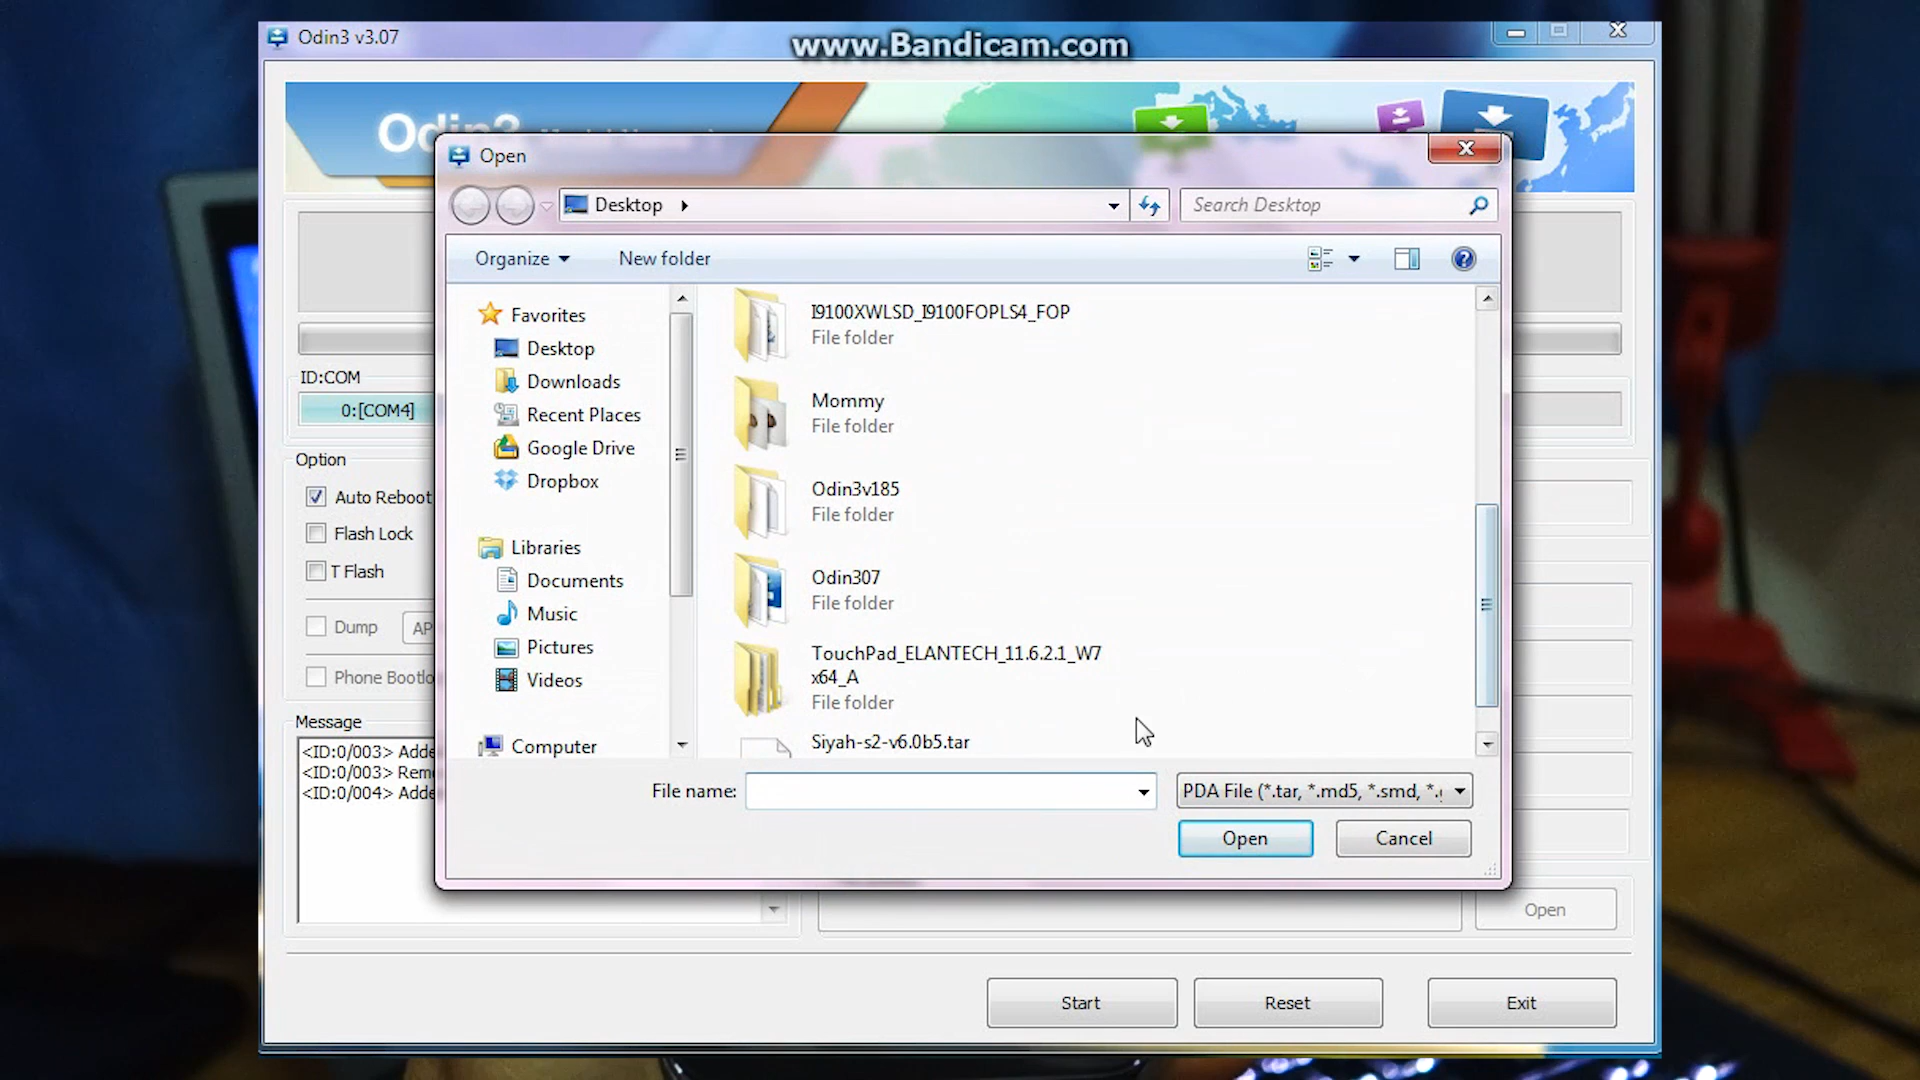 Odin3 v3.07
www.Bandicam.com
Odin3
Open
Desktop
Search Desktop
Organize
New folder
Favorites
Desktop
Downloads
Recent Places
Google Drive
Dropbox
Libraries
Documents
Music
Pictures
Videos
Computer
I9100XWLSD_I9100FOPLS4_FOP
File folder
Mommy
File folder
Odin3v185
File folder
Odin307
File folder
TouchPad_ELANTECH_11.6.2.1_W7
x64_A
File folder
Siyah-s2-v6.0b5.tar
File name:
PDA File (*.tar, *.md5, *.smd, *.
Open
Cancel
ID:COM
0:[COM4]
Option
Auto Reboot
Flash Lock
T Flash
Dump
AP
Phone Bootlo
Message
<ID:0/003> Adde
<ID:0/003> Rem
<ID:0/004> Adde
Open
Start
Reset
Exit